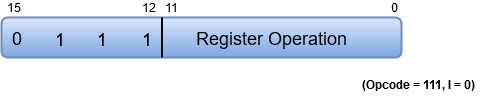 15 12 11 0
0 1 1 1 Register Operation
(Opcode = 111, I = 0)